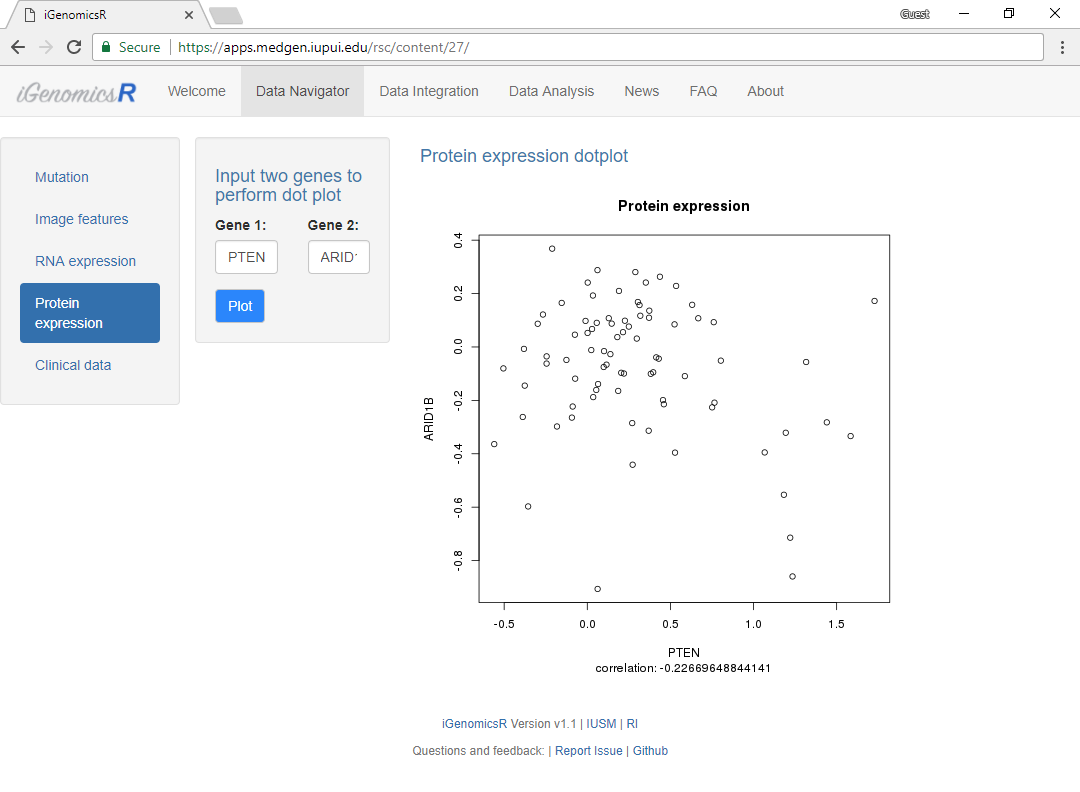 iGenomicsR
Guest
Secure
https://apps.medgen.iupui.edu/rsc/content/27/
iGenomicsR
Welcome
Data Navigator
Data Integration
Data Analysis
News
FAQ
About
Mutation
Image features
RNA expression
Protein
expression
Clinical data
Input two genes to
perform dot plot
Gene 1:
Gene 2:
PTEN
ARID1
Plot
Protein expression dotplot
Protein expression
0.4
0.2
0.0
-0.2
-0.4
-0.6
-0.8
ARID1B
-0.5
0.0
0.5
1.0
1.5
PTEN
correlation: -0.22669648844141
iGenomicsR Version v1.1 | IUSM | RI
Questions and feedback: | Report Issue | Github